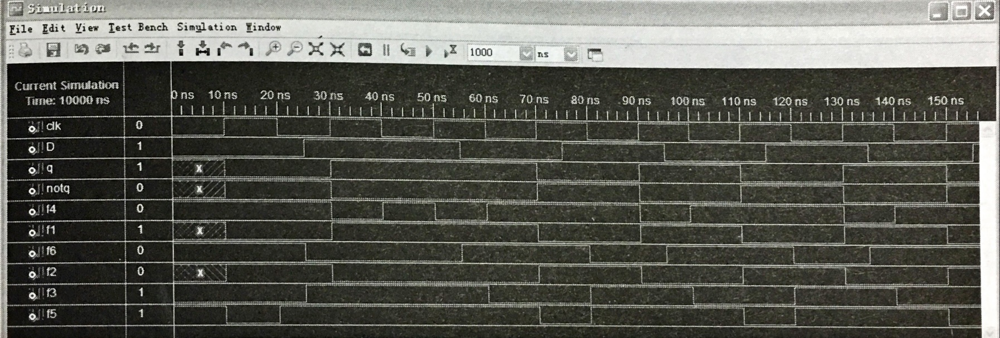 Simulation
File Edit View Test Bench Simulation Window
1000 ns
Current Simulation
Time: 10000 ns
0 ns 10 ns 20 ns 30 ns 40 ns 50 ns 60 ns 70 ns 80 ns 90 ns 100 ns 110 ns 120 ns 130 ns 140 ns 150 ns
clk 0
D 1
q 1 x
notq 0 x
f4 0
f1 1 x
f6 0
f2 0 x
f3 1
f5 1